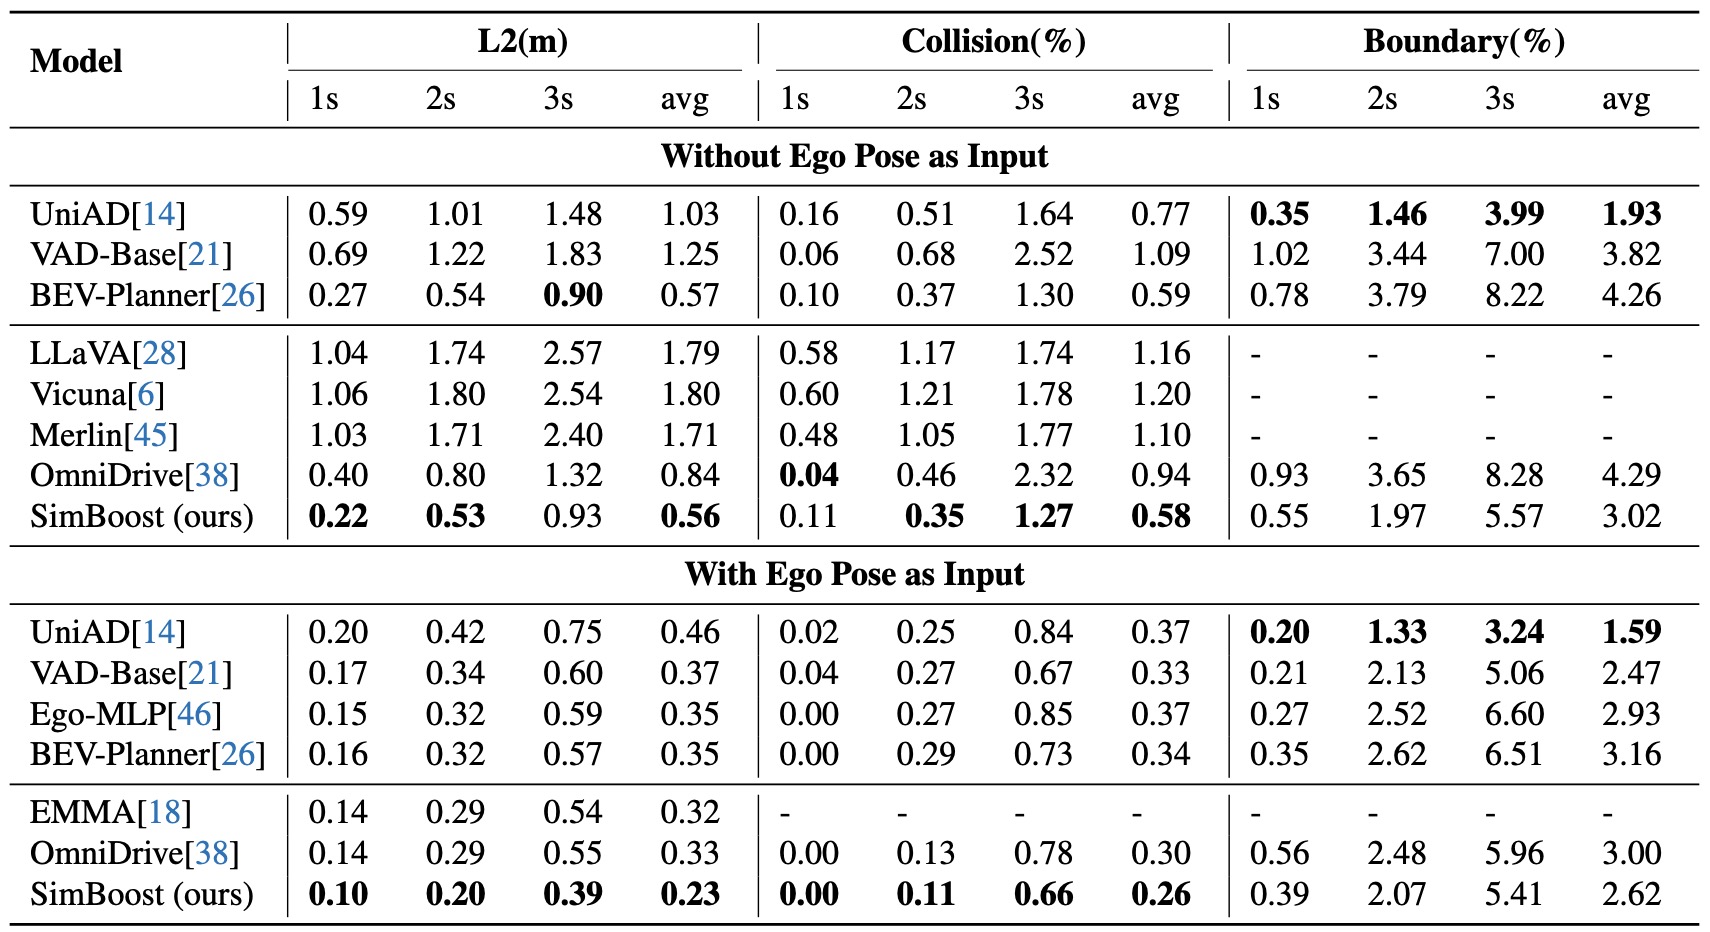 Model L2(m) Collision(%) Boundary(%)
1s 2s 3s avg 1s 2s 3s avg 1s 2s 3s avg
Without Ego Pose as Input
UniAD[14] 0.59 1.01 1.48 1.03 0.16 0.51 1.64 0.77 0.35 1.46 3.99 1.93
VAD-Base[21] 0.69 1.22 1.83 1.25 0.06 0.68 2.52 1.09 1.02 3.44 7.00 3.82
BEV-Planner[26] 0.27 0.54 0.90 0.57 0.10 0.37 1.30 0.59 0.78 3.79 8.22 4.26
LLaVA[28] 1.04 1.74 2.57 1.79 0.58 1.17 1.74 1.16 - - - -
Vicuna[6] 1.06 1.80 2.54 1.80 0.60 1.21 1.78 1.20 - - - -
Merlin[45] 1.03 1.71 2.40 1.71 0.48 1.05 1.77 1.10 - - - -
OmniDrive[38] 0.40 0.80 1.32 0.84 0.04 0.46 2.32 0.94 0.93 3.65 8.28 4.29
SimBoost (ours) 0.22 0.53 0.93 0.56 0.11 0.35 1.27 0.58 0.55 1.97 5.57 3.02
With Ego Pose as Input
UniAD[14] 0.20 0.42 0.75 0.46 0.02 0.25 0.84 0.37 0.20 1.33 3.24 1.59
VAD-Base[21] 0.17 0.34 0.60 0.37 0.04 0.27 0.67 0.33 0.21 2.13 5.06 2.47
Ego-MLP[46] 0.15 0.32 0.59 0.35 0.00 0.27 0.85 0.37 0.27 2.52 6.60 2.93
BEV-Planner[26] 0.16 0.32 0.57 0.35 0.00 0.29 0.73 0.34 0.35 2.62 6.51 3.16
EMMA[18] 0.14 0.29 0.54 0.32 - - - - - - - -
OmniDrive[38] 0.14 0.29 0.55 0.33 0.00 0.13 0.78 0.30 0.56 2.48 5.96 3.00
SimBoost (ours) 0.10 0.20 0.39 0.23 0.00 0.11 0.66 0.26 0.39 2.07 5.41 2.62